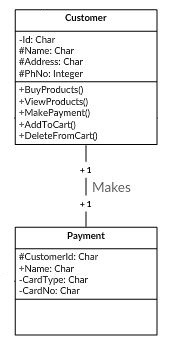 Customer
-Id: Char
#Name: Char
#Address: Char
#PhNo: Integer
+BuyProducts()
+ViewProducts()
+MakePayment()
+AddToCart()
+DeleteFromCart()
+1
Makes
+1
Payment
#CustomerId: Char
+Name: Char
-CardType: Char
-CardNo: Char